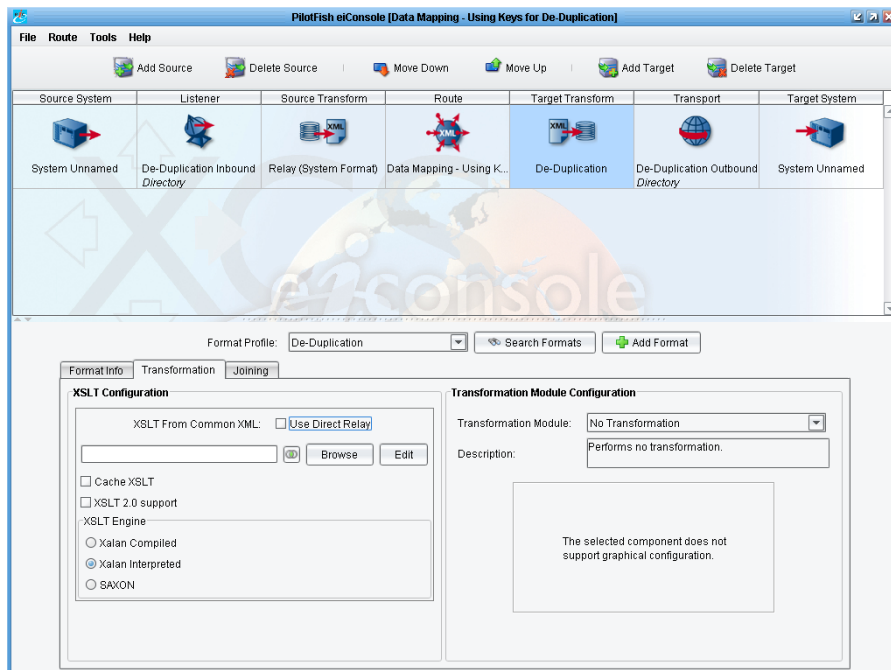 PilotFish eiConsole [Data Mapping - Using Keys for De-Duplication]
File Route Tools Help
Add Source Delete Source Move Down Move Up Add Target Delete Target
Source System Listener Source Transform Route Target Transform Transport Target System
System Unnamed De-Duplication Inbound Relay (System Format) Data Mapping - Using K... De-Duplication De-Duplication Outbound System Unnamed
Directory Directory
XCS
eiconsole
Format Profile: De-Duplication Search Formats Add Format
Format Info Transformation Joining
XSLT Configuration
XSLT From Common XML: Use Direct Relay
Browse Edit
Cache XSLT
XSLT 2.0 support
XSLT Engine
Xalan Compiled
Xalan Interpreted
SAXON
Transformation Module Configuration
Transformation Module: No Transformation
Description: Performs no transformation.
The selected component does not
support graphical configuration.